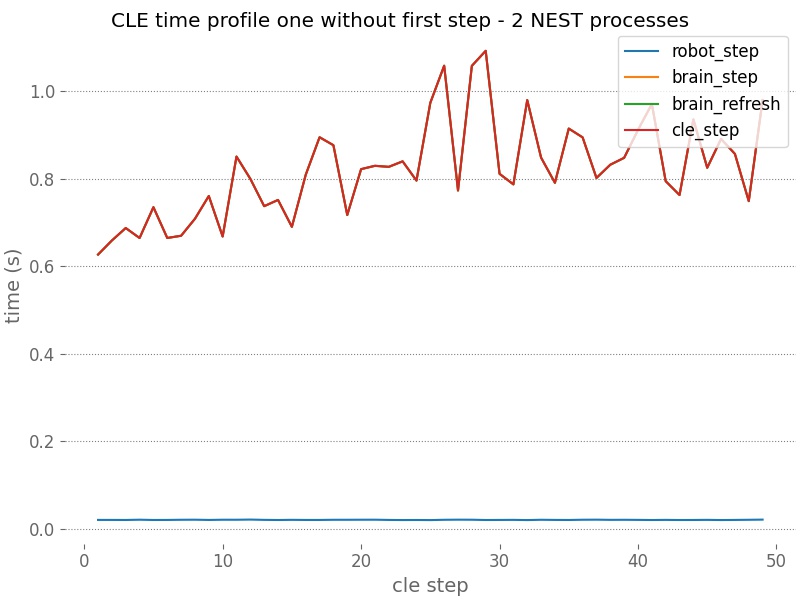 CLE time profile one without first step - 2 NEST processes
robot_step
brain_step
brain_refresh
cle_step
time (s)
1.0
0.8
0.6
0.4
0.2
0.0
0 10 20 30 40 50
cle step